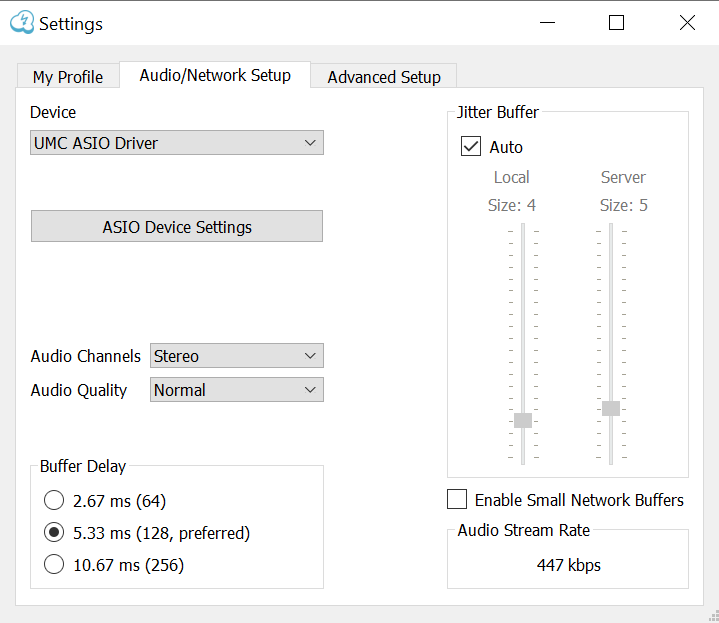 Settings
My Profile
Audio/Network Setup
Advanced Setup
Device
UMC ASIO Driver
ASIO Device Settings
Audio Channels
Stereo
Audio Quality
Normal
Buffer Delay
2.67 ms (64)
5.33 ms (128, preferred)
10.67 ms (256)
Jitter Buffer
Auto
Local
Server
Size: 4
Size: 5
Enable Small Network Buffers
Audio Stream Rate
447 kbps